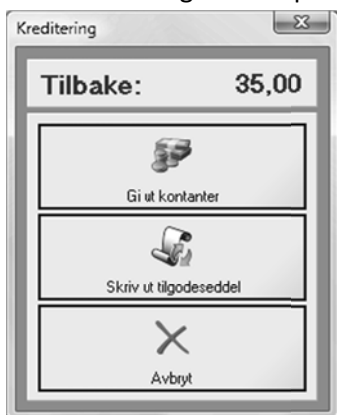 Kreditering
Tilbake: 35,00
Gi ut kontanter
Skriv ut tilgodeseddel
Avbryt